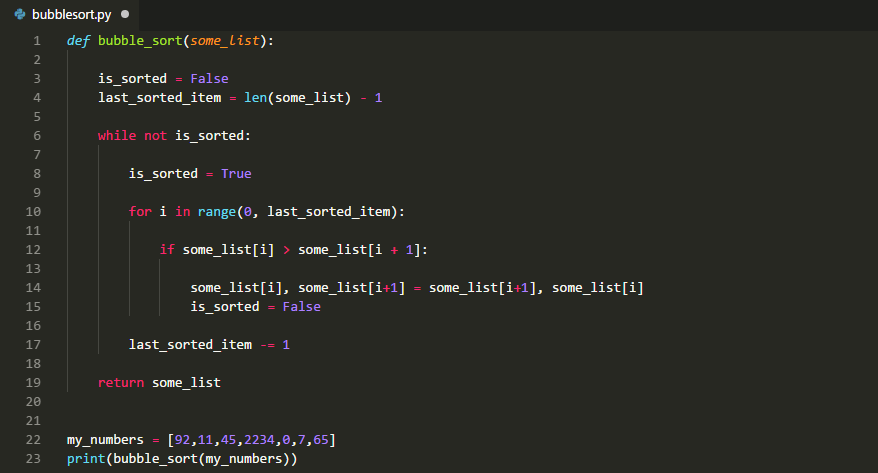 bubblesort.py
1 def bubble_sort(some_list):
2
3     is_sorted = False
4     last_sorted_item = len(some_list) - 1
5
6     while not is_sorted:
7
8         is_sorted = True
9
10         for i in range(0, last_sorted_item):
11
12             if some_list[i] > some_list[i + 1]:
13
14                 some_list[i], some_list[i+1] = some_list[i+1], some_list[i]
15                 is_sorted = False
16
17         last_sorted_item -= 1
18
19     return some_list
20
21
22 my_numbers = [92,11,45,2234,0,7,65]
23 print(bubble_sort(my_numbers))